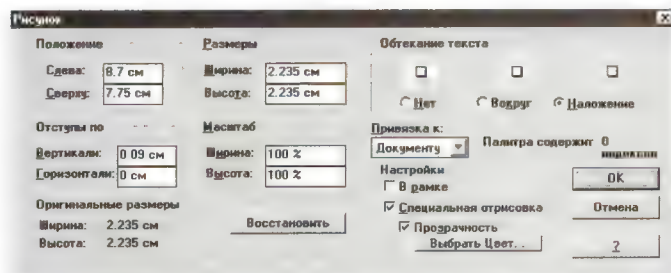 Рисунок
Положение
Слева: 8.7 см
Сверху: 7.75 см
Размеры
Ширина: 2.235 см
Высота: 2.235 см
Обтекание текста
Нет
Вокруг
Наложение
Отступы по
Вертикали: 0 09 см
Горизонтали: 0 см
Масштаб
Ширина: 100 %
Высота: 100 %
Привязка к:
Документу
Палитра содержит 0
Настройки
В рамке
Специальная отрисовка
Прозрачность
Выбрать Цвет. .
OK
Отмена
?
Оригинальные размеры
Ширина: 2.235 см
Высота: 2.235 см
Восстановить